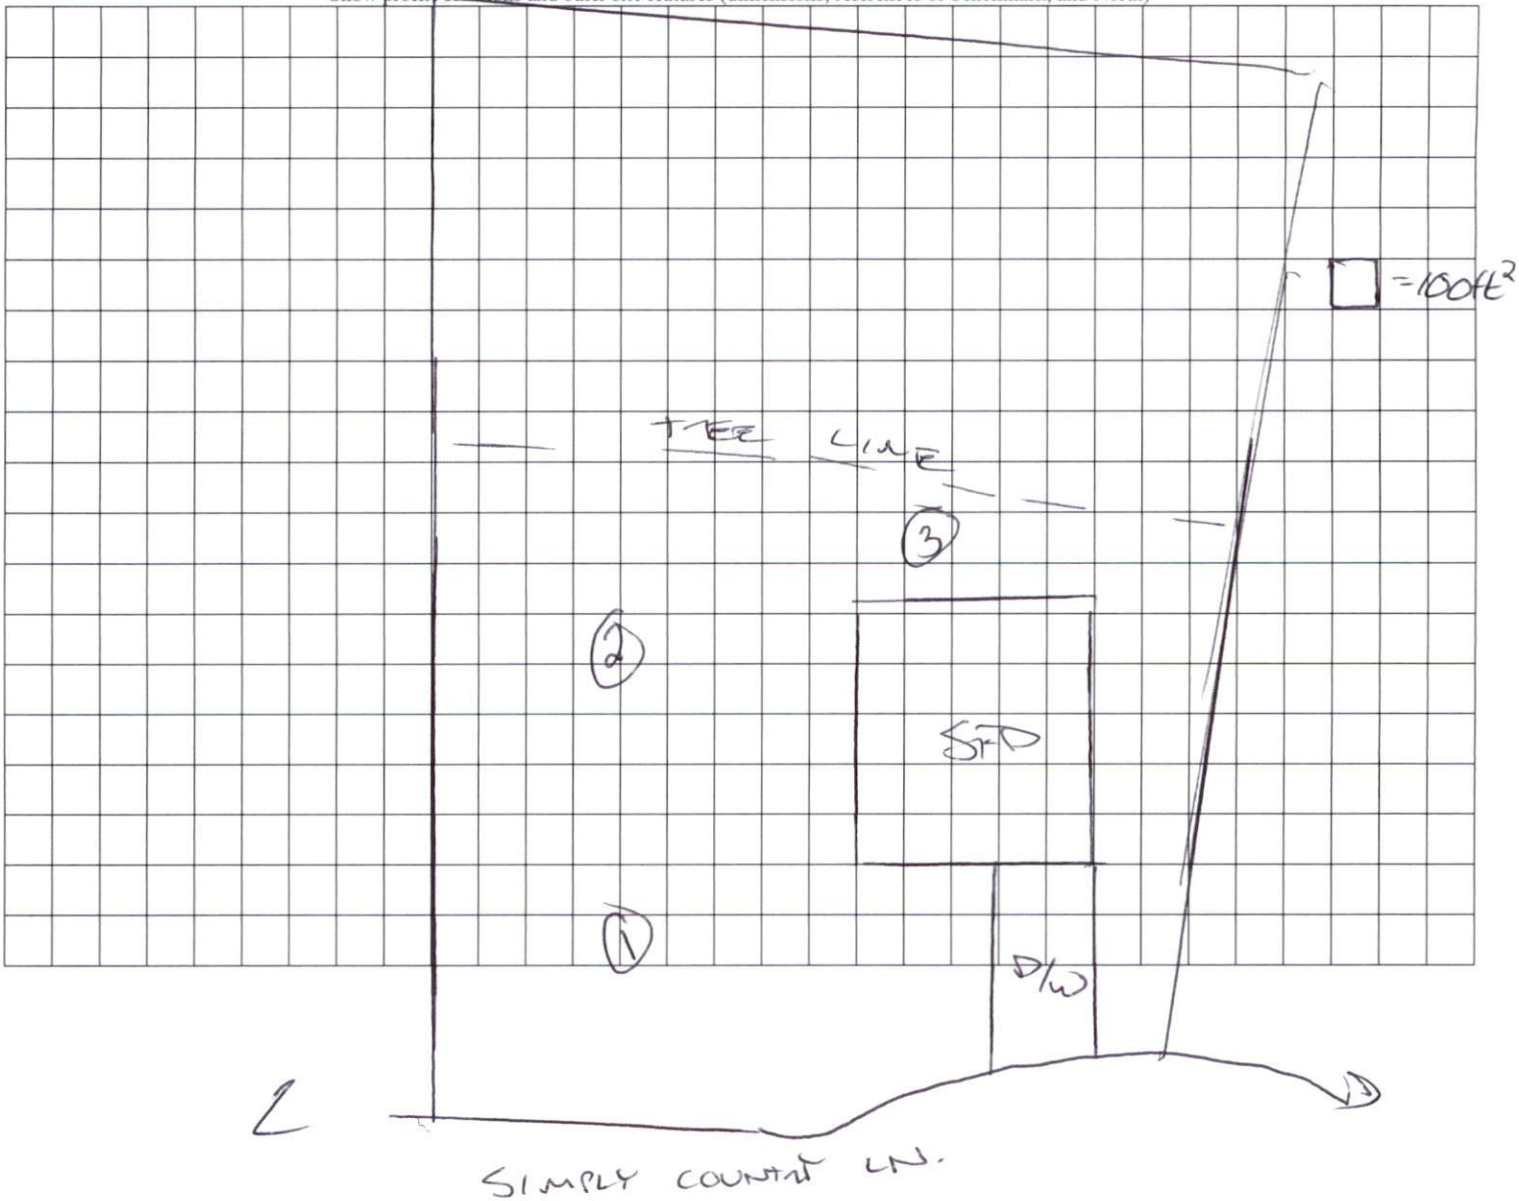 = 100ft²
TREE LINE
3
2
SFD
1
D/W
SIMPLY COUNTRY LN.